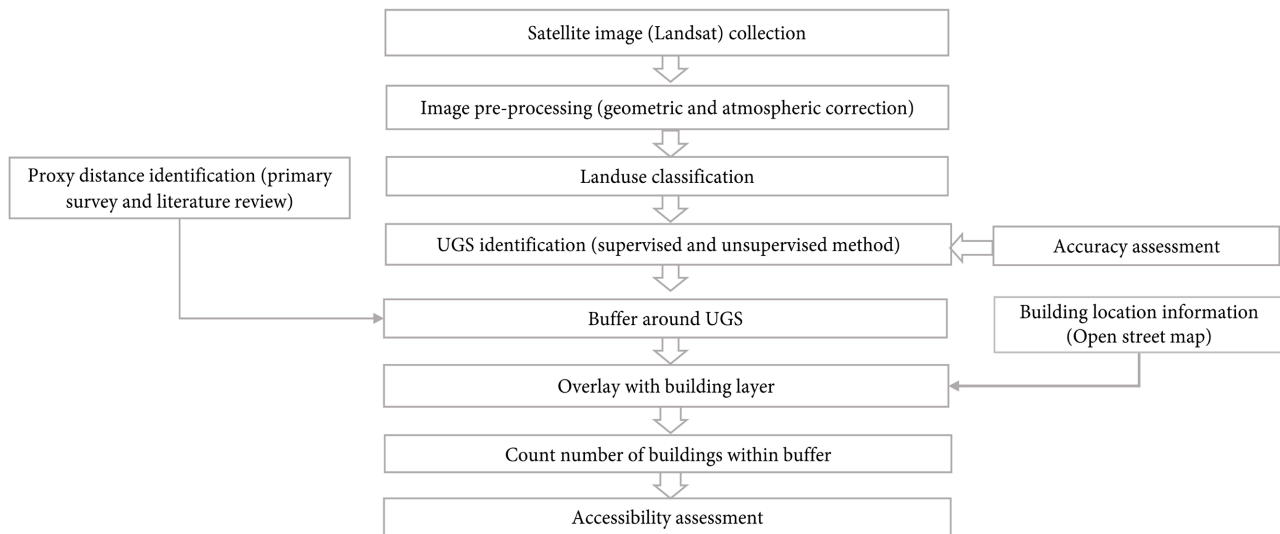 Satellite image (Landsat) collection
Image pre-processing (geometric and atmospheric correction)
Proxy distance identification (primary
survey and literature review)
Landuse classification
UGS identification (supervised and unsupervised method)
Accuracy assessment
Buffer around UGS
Building location information
(Open street map)
Overlay with building layer
Count number of buildings within buffer
Accessibility assessment